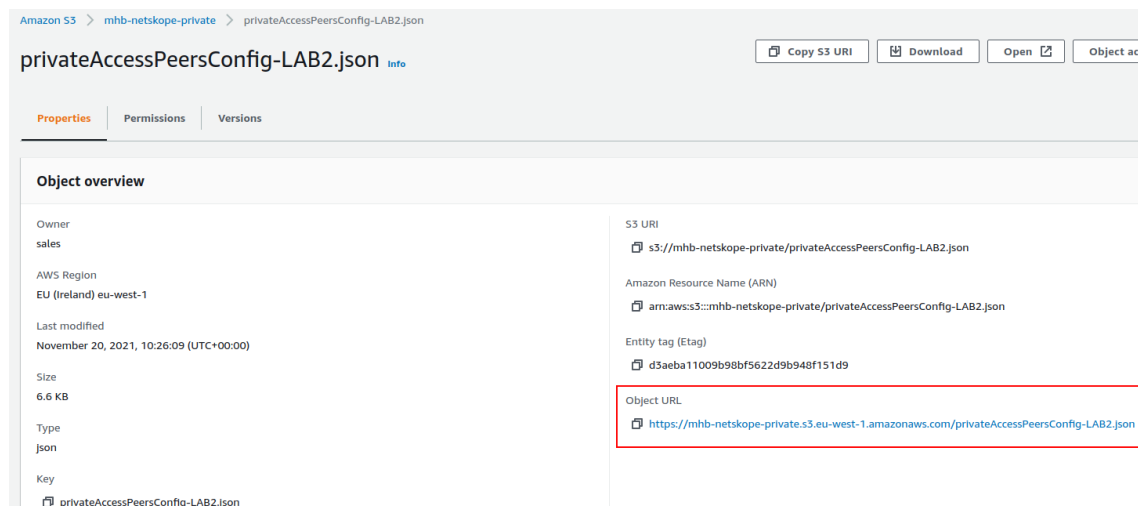 Amazon S3 > mhb-netskope-private > privateAccessPeersConfig-LAB2.json
privateAccessPeersConfig-LAB2.json Info
Copy S3 URI Download Open Object ac
Properties Permissions Versions
Object overview
Owner
sales
AWS Region
EU (Ireland) eu-west-1
Last modified
November 20, 2021, 10:26:09 (UTC+00:00)
Size
6.6 KB
Type
json
Key
privateAccessPeersConfig-LAB2.json
S3 URI
s3://mhb-netskope-private/privateAccessPeersConfig-LAB2.json
Amazon Resource Name (ARN)
arn:aws:s3:::mhb-netskope-private/privateAccessPeersConfig-LAB2.json
Entity tag (Etag)
d3aeba11009b98bf5622d9b948f151d9
Object URL
https://mhb-netskope-private.s3.eu-west-1.amazonaws.com/privateAccessPeersConfig-LAB2.json